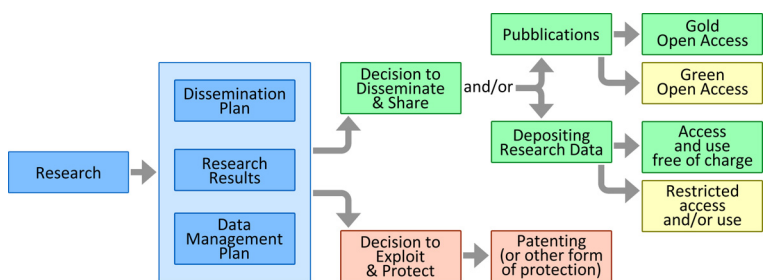 Research
Dissemination
Plan
Research
Results
Data
Management
Plan
Decision to
Disseminate
& Share
and/or
Pubblications
Gold
Open Access
Green
Open Access
Depositing
Research Data
Access
and use
free of charge
Restricted
access
and/or use
Decision to
Exploit
& Protect
Patenting
(or other form
of protection)